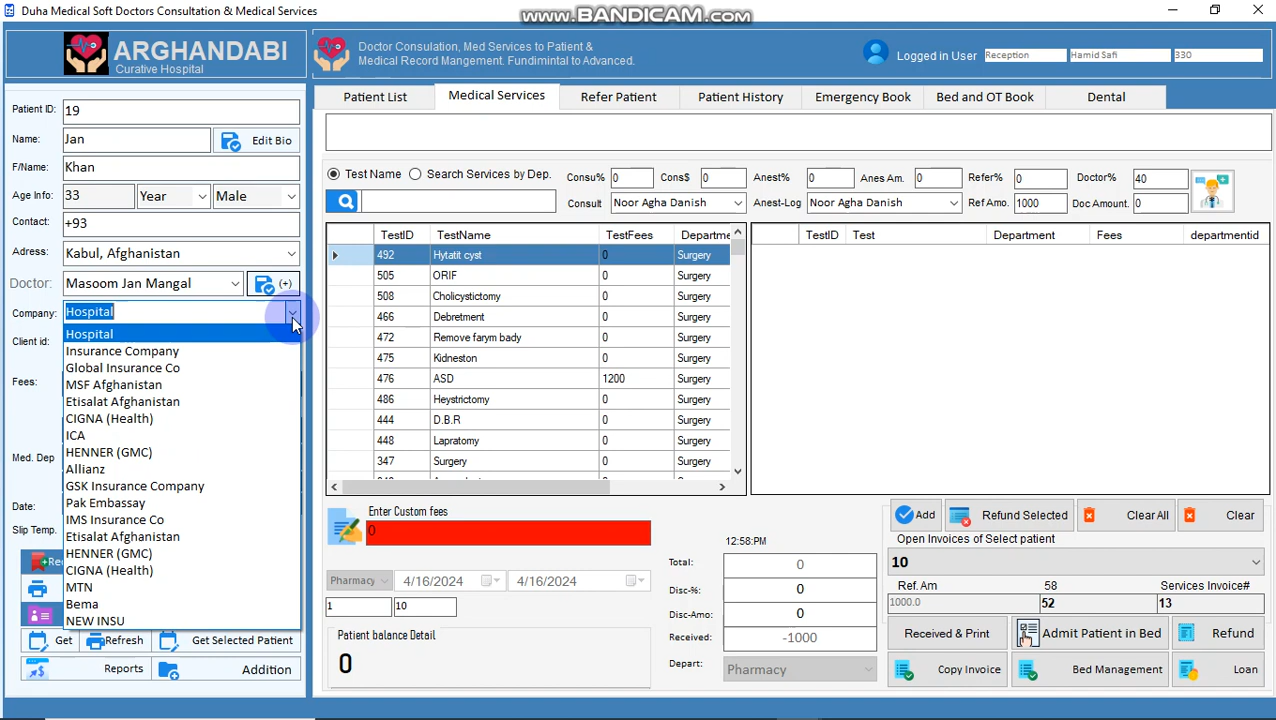 Duha Medical Soft Doctors Consultation & Medical Services
www.BANDICAM.com
ARGHANDABI
Curative Hospital
Doctor Consulation, Med Services to Patient &
Medical Record Mangement. Fundimintal to Advanced.
Logged in User
Reception
Hamid Safi
330
Patient List
Medical Services
Refer Patient
Patient History
Emergency Book
Bed and OT Book
Dental
Patient ID: 19
Name: Jan
Edit Bio
F/Name: Khan
Age Info: 33 Year Male
Contact: +93
Adress: Kabul, Afghanistan
Doctor: Masoom Jan Mangal (+)
Company: Hospital
Client id:
Fees:
Med. Dep
Date:
Slip Temp.
Hospital
Insurance Company
Global Insurance Co
MSF Afghanistan
Etisalat Afghanistan
CIGNA (Health)
ICA
HENNER (GMC)
Allianz
GSK Insurance Company
Pak Embassay
IMS Insurance Co
Etisalat Afghanistan
HENNER (GMC)
CIGNA (Health)
MTN
Bema
NEW INSU
Get
Refresh
Get Selected Patient
Reports
Addition
Test Name
Search Services by Dep.
Consu% 0
Cons$ 0
Anest% 0
Anes Am. 0
Refer% 0
Doctor% 40
Consult Noor Agha Danish
Anest-Log Noor Agha Danish
Ref Amo. 1000
Doc Amount. 0
TestID TestName TestFees Departme
492 Hytatit cyst 0 Surgery
505 ORIF 0 Surgery
508 Cholicystictomy 0 Surgery
466 Debretment 0 Surgery
472 Remove farym bady 0 Surgery
475 Kidneston 0 Surgery
476 ASD 1200 Surgery
486 Heystrictomy 0 Surgery
444 D.B.R 0 Surgery
448 Lapratomy 0 Surgery
347 Surgery 0 Surgery
TestID Test Department Fees departmentid
Enter Custom fees
0
Pharmacy 4/16/2024 4/16/2024
1 10
Patient balance Detail
0
12:58:PM
Total: 0
Disc-%: 0
Disc-Amo: 0
Received: -1000
Depart: Pharmacy
Add
Refund Selected
Clear All
Clear
Open Invoices of Select patient
10
Ref. Am 58 Services Invoice#
1000.0 52 13
Received & Print
Admit Patient in Bed
Refund
Copy Invoice
Bed Management
Loan